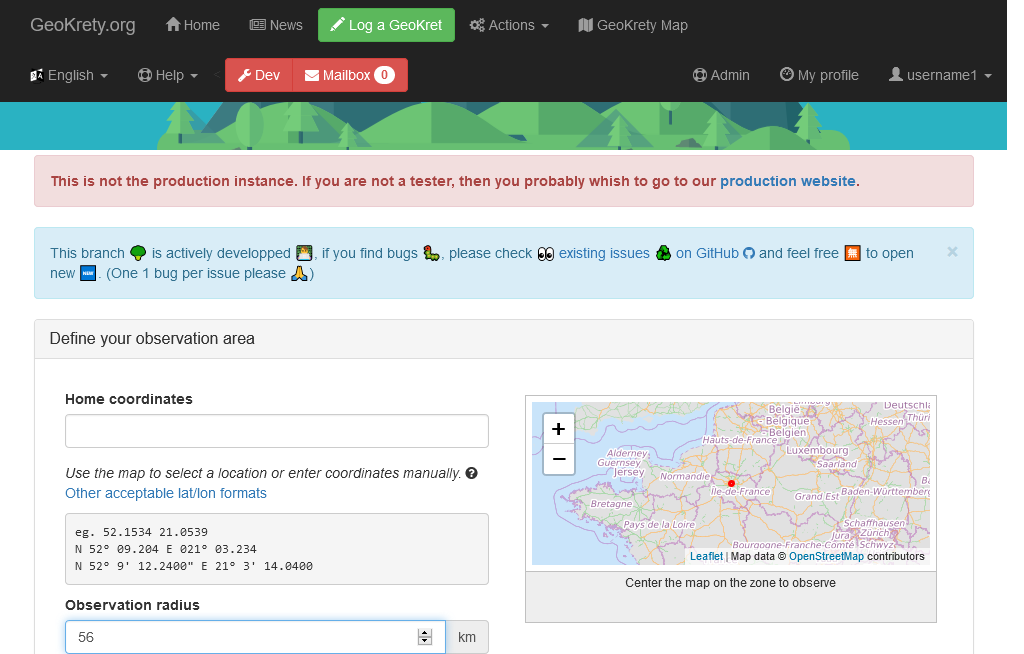 GeoKrety.org Home News Log a GeoKret Actions GeoKrety Map
English Help < Dev Mailbox 0 Admin My profile username1
This is not the production instance. If you are not a tester, then you probably whish to go to our production website.
This branch is actively developped , if you find bugs , please check existing issues on GitHub and feel free to open
new NEW . (One 1 bug per issue please )
×
Define your observation area
Home coordinates
Use the map to select a location or enter coordinates manually. ?
Other acceptable lat/lon formats
eg. 52.1534 21.0539
N 52° 09.204 E 021° 03.234
N 52° 9' 12.2400" E 21° 3' 14.0400
Observation radius
56 km
+
−
Deutschl
België
- Belgique
- Belgien
Hessen
Thüri
Hauts-de-France
Luxembourg
Saarland
Alderney
Guernsey
Jersey
Normandie
Île-de-France
Grand Est
Baden-Württember
Bretagne
Pays de la Loire
Schaffhausen
Jura
Zürich
Bourgogne-Franche-Comté
Schwyz
Leaflet | Map data © OpenStreetMap contributors
Center the map on the zone to observe